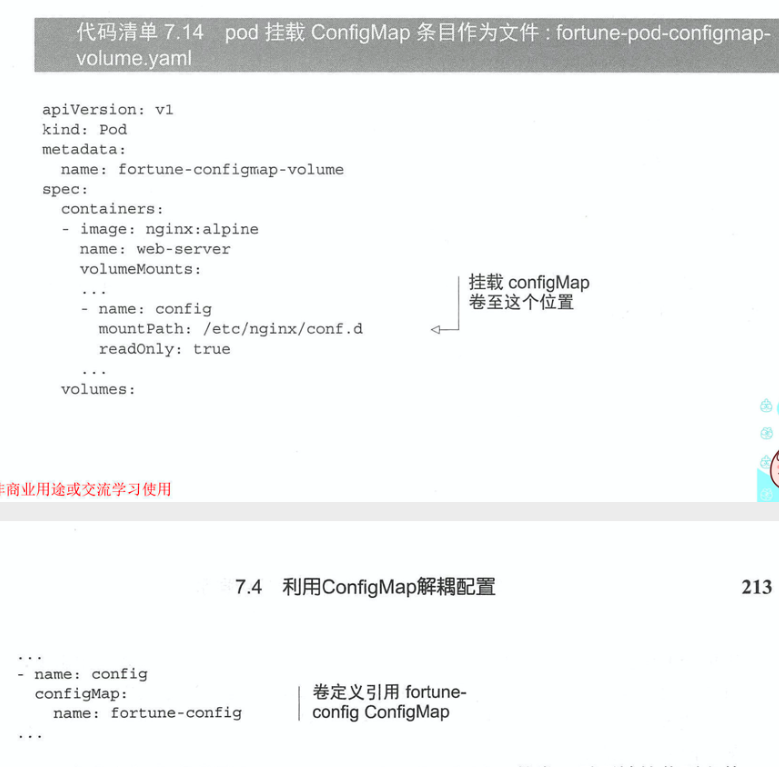 代码清单 7.14 pod 挂载 ConfigMap 条目作为文件 : fortune-pod-configmap-
volume.yaml
apiVersion: v1
kind: Pod
metadata:
  name: fortune-configmap-volume
spec:
  containers:
  - image: nginx:alpine
    name: web-server
    volumeMounts:
    ...
    - name: config
      mountPath: /etc/nginx/conf.d
      readOnly: true
    ...
  volumes:
挂载 configMap
卷至这个位置
商业用途或交流学习使用
7.4 利用ConfigMap解耦配置 213
...
- name: config
  configMap:
    name: fortune-config
...
卷定义引用 fortune-
config ConfigMap